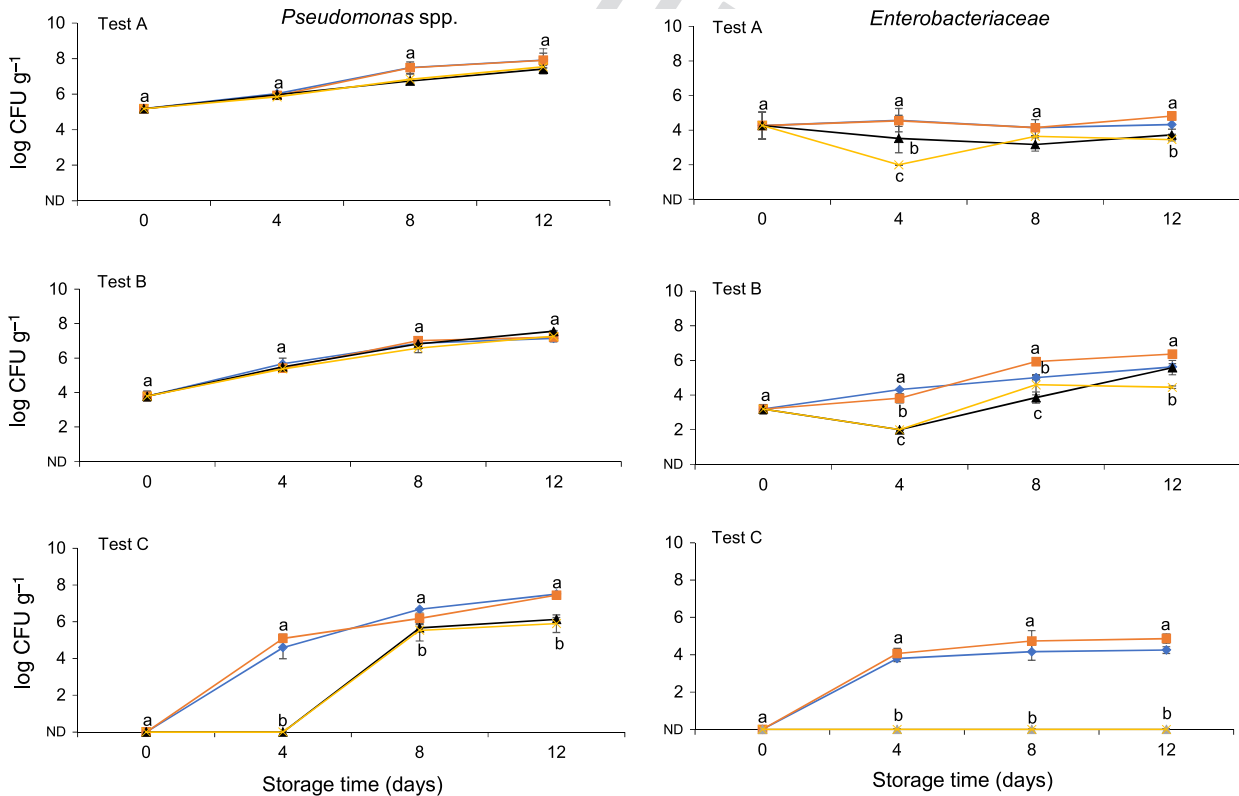 Pseudomonas spp.
Test A
10
a
8
a
a
6
a
4
2
ND
0
4
8
12
log CFU g–1
Enterobacteriaceae
Test A
10
8
6
a
a
a
a
4
b
b
2
c
ND
0
4
8
12
Test B
10
8
a
a
6
a
4
a
2
ND
0
4
8
12
log CFU g–1
Test B
10
8
a
a
6
a
b
4
a
b
b
2
c
c
ND
0
4
8
12
Test C
10
8
a
a
6
a
4
b
b
2
a
b
ND
0
4
8
12
log CFU g–1
Storage time (days)
Test C
10
8
6
a
a
a
4
2
a
b
b
b
ND
0
4
8
12
Storage time (days)